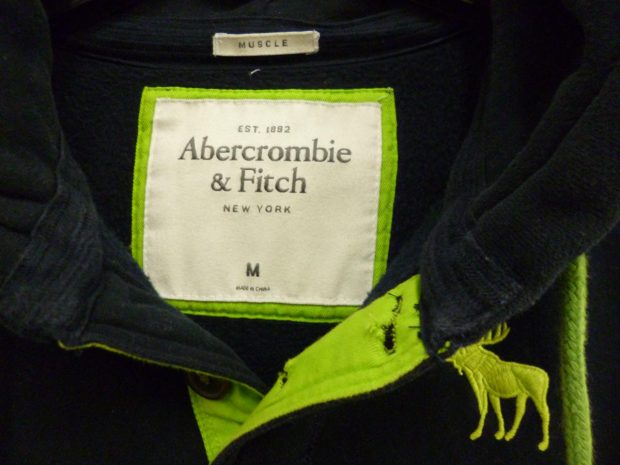 MUSCLE
EST. 1892
Abercrombie
& Fitch
NEW YORK
M
MADE IN CHINA